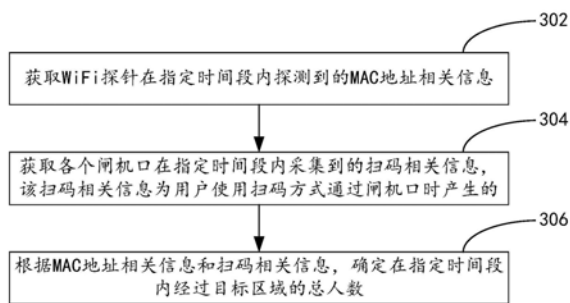 302
获取WiFi探针在指定时间段内探测到的MAC地址相关信息
304
获取各个闸机口在指定时间段内采集到的扫码相关信息，
该扫码相关信息为用户使用扫码方式通过闸机口时产生的
306
根据MAC地址相关信息和扫码相关信息，确定在指定时间段
内经过目标区域的总人数